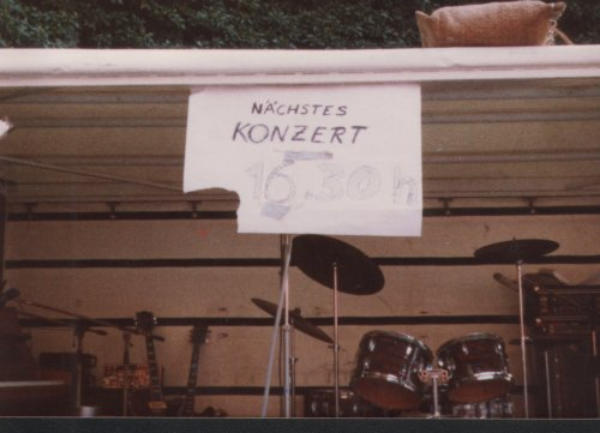 NÄCHSTES
KONZERT
16.30 h